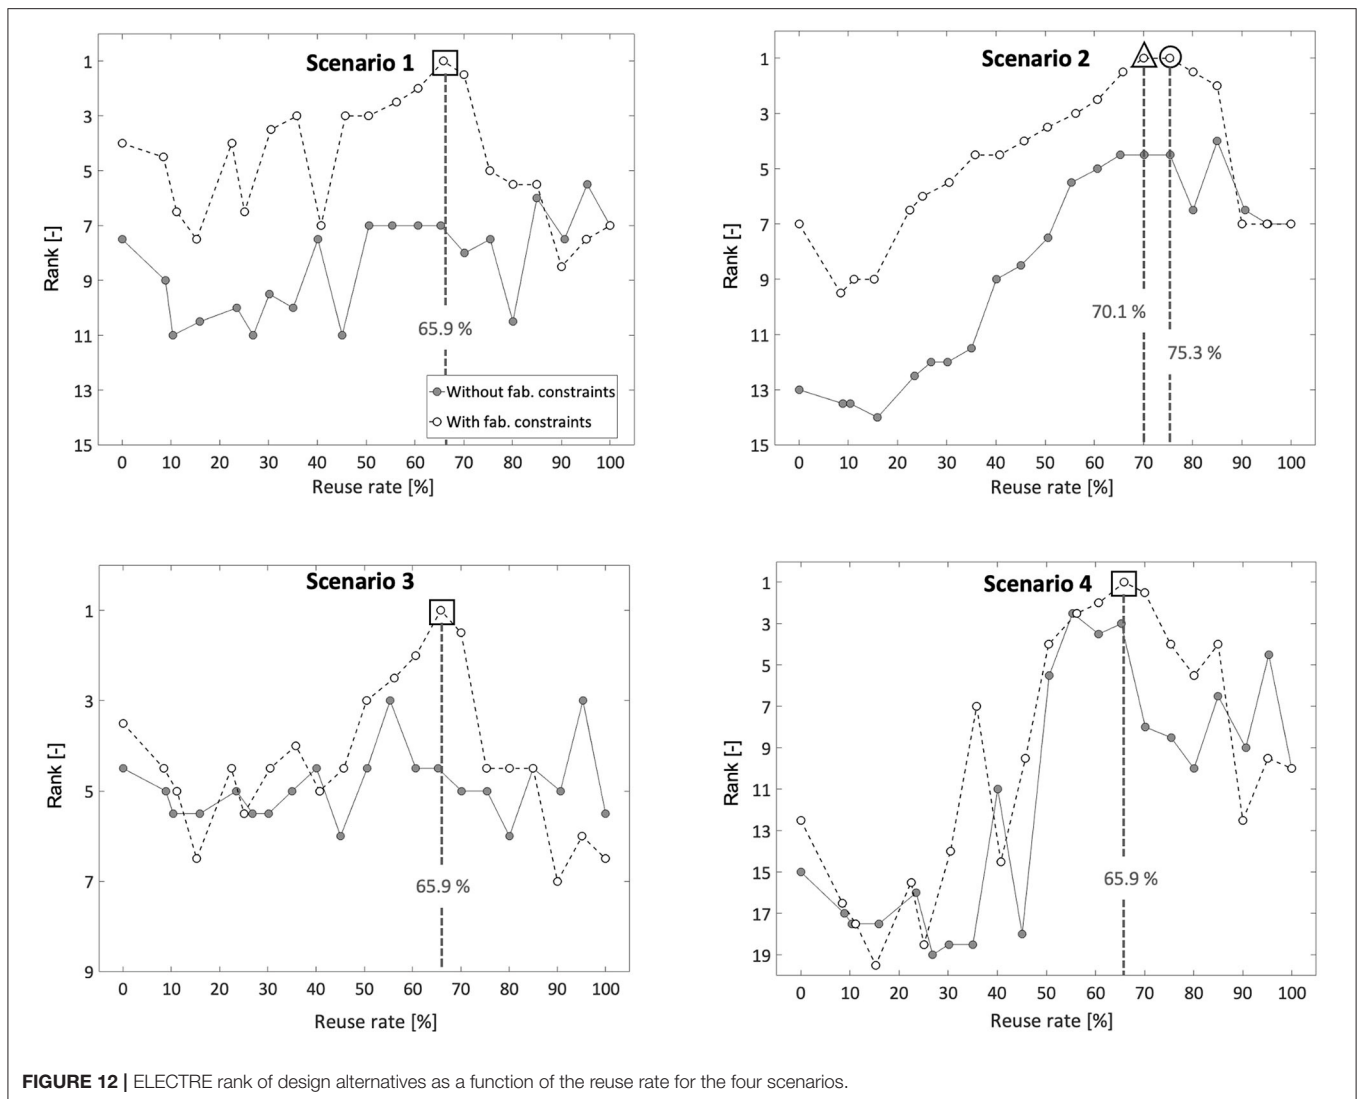 Scenario 1
1
3
5
7
9
11
13
15
Rank [-]
65.9 %
Without fab. constraints
With fab. constraints
0 10 20 30 40 50 60 70 80 90 100
Reuse rate [%]
Scenario 2
1
3
5
7
9
11
13
15
Rank [-]
70.1 %
75.3 %
0 10 20 30 40 50 60 70 80 90 100
Reuse rate [%]
Scenario 3
1
3
5
7
9
Rank [-]
65.9 %
0 10 20 30 40 50 60 70 80 90 100
Reuse rate [%]
Scenario 4
1
3
5
7
9
11
13
15
17
19
Rank [-]
65.9 %
0 10 20 30 40 50 60 70 80 90 100
Reuse rate [%]
FIGURE 12 | ELECTRE rank of design alternatives as a function of the reuse rate for the four scenarios.